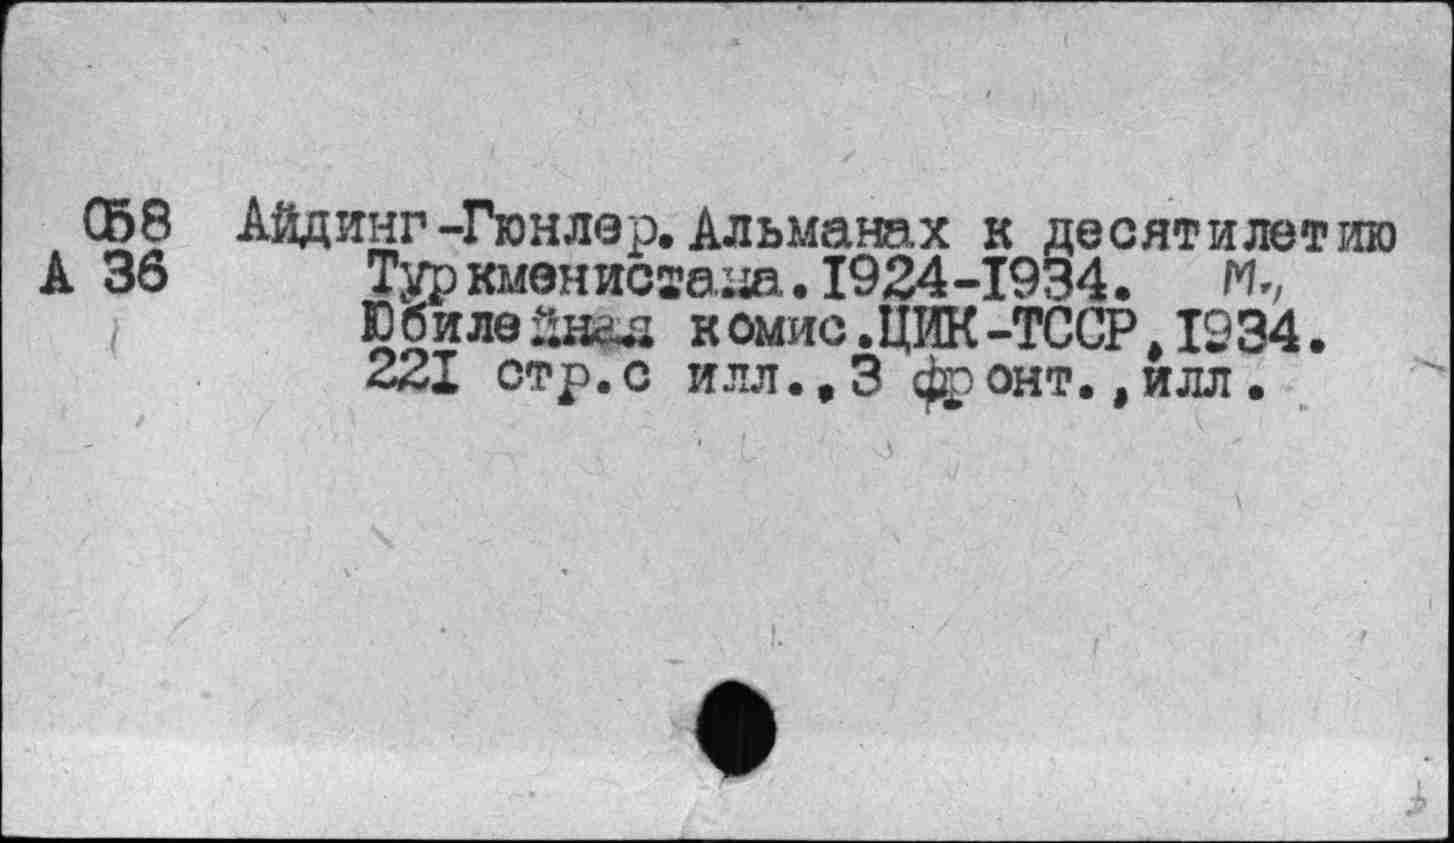 СБ8 Айдинг-Гюнлер. Альманах к десятилетию
А 36 Туркменистана. 1924-1934. М.,
Юбилейная комис. ЦИК-ТССР, 1934.
221 стр. с илл., 3 фронт., илл.